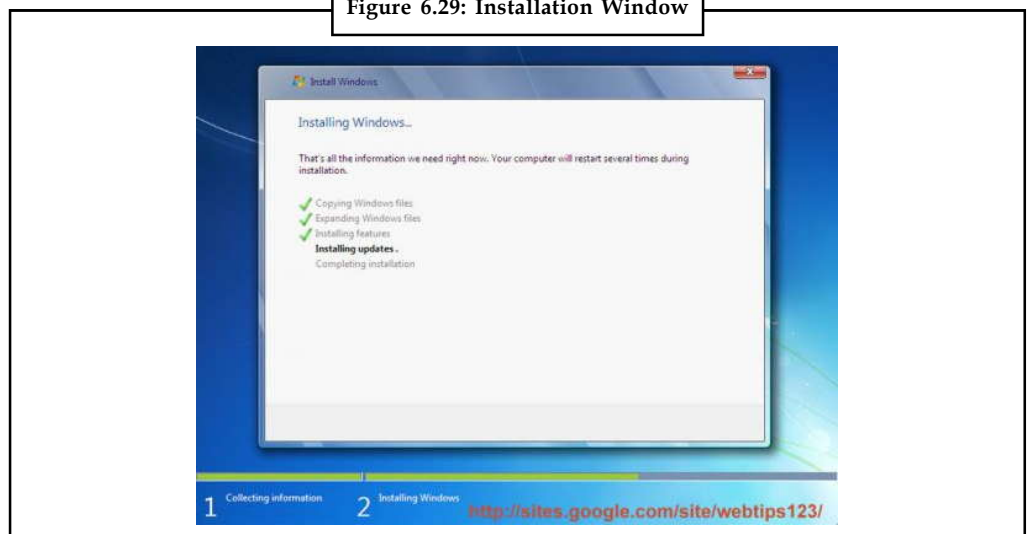 Figure 6.29: Installation Window
Install Windows
Installing Windows...
That's all the information we need right now. Your computer will restart several times during
installation.
Copying Windows files
Expanding Windows files
Installing features
Installing updates .
Completing installation
1 Collecting information 2 Installing Windows
http://sites.google.com/site/webtips123/